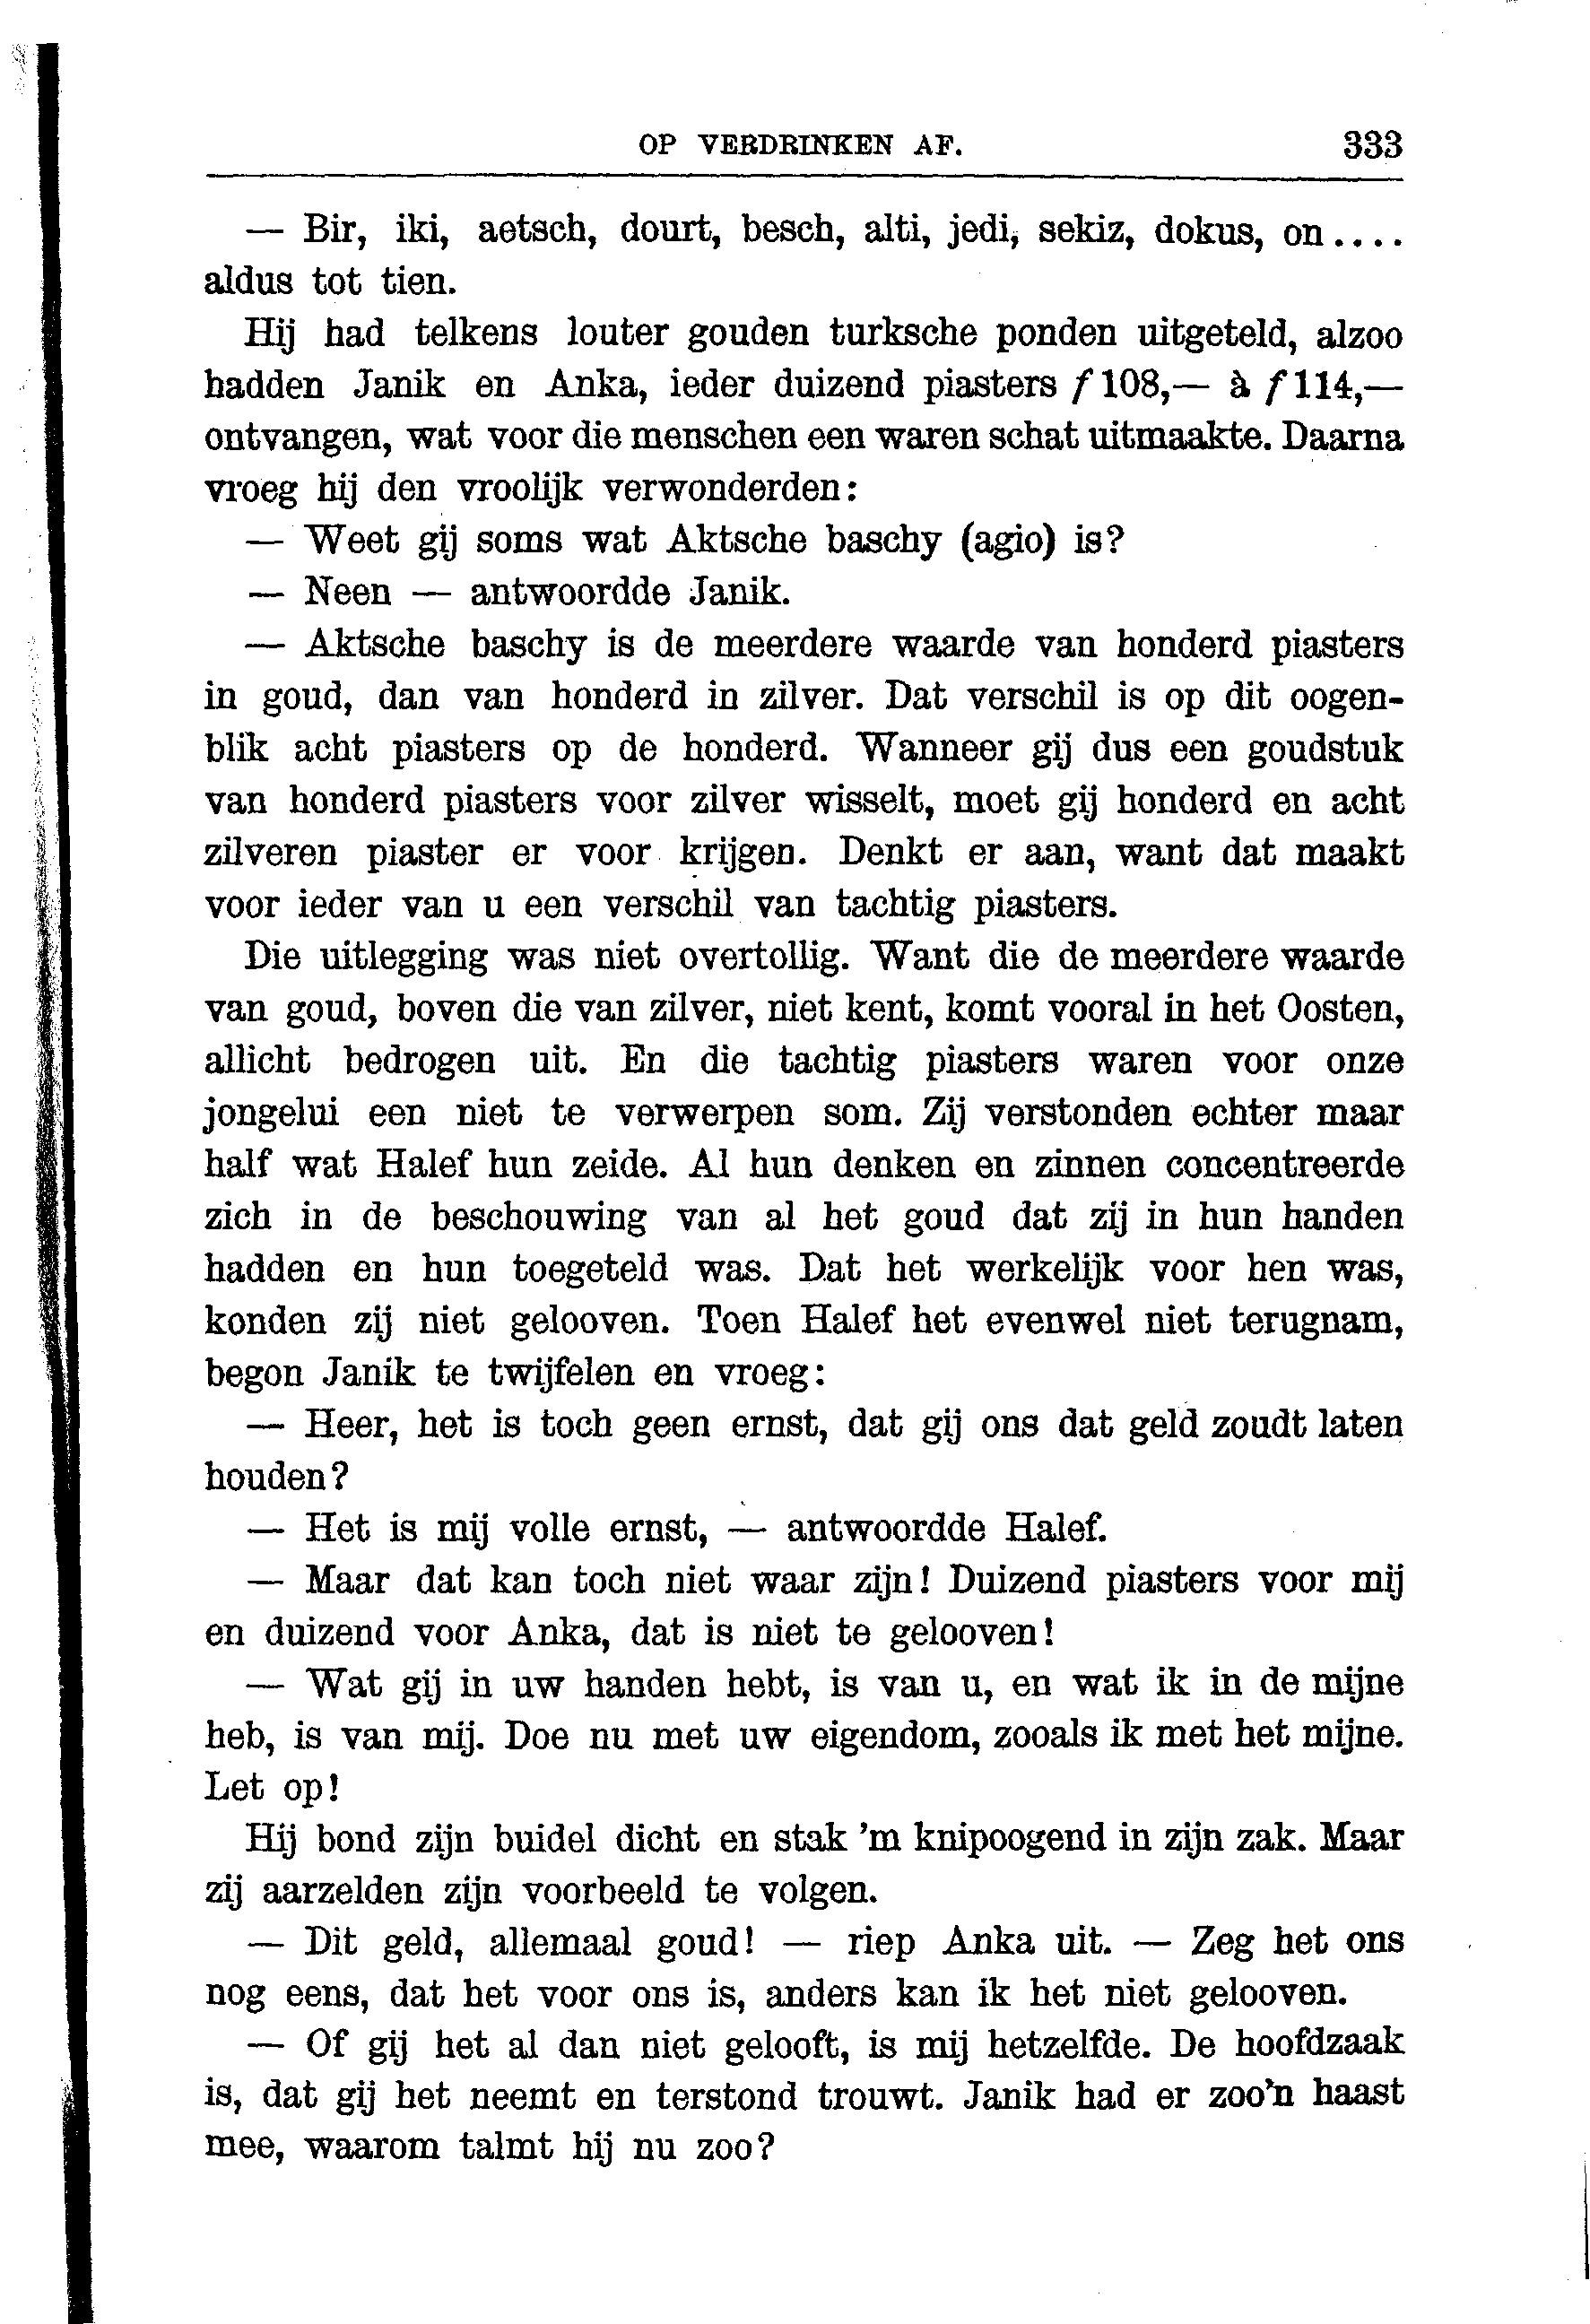 OP VERDRINKEN AF. 333
— Bir, iki, aetsch, dourt, besch, alti, jedi, sekiz, dokus, on....
aldus tot tien.
Hij had telkens louter gouden turksche ponden uitgeteld, alzoo
hadden Janik en Anka, ieder duizend piasters f 108,— à f 114,—
ontvangen, wat voor die menschen een waren schat uitmaakte. Daarna
vroeg hij den vroolijk verwonderden:
— Weet gij soms wat Aktsche baschy (agio) is?
— Neen — antwoordde Janik.
— Aktsche baschy is de meerdere waarde van honderd piasters
in goud, dan van honderd in zilver. Dat verschil is op dit oogen-
blik acht piasters op de honderd. Wanneer gij dus een goudstuk
van honderd piasters voor zilver wisselt, moet gij honderd en acht
zilveren piaster er voor krijgen. Denkt er aan, want dat maakt
voor ieder van u een verschil van tachtig piasters.
Die uitlegging was niet overtollig. Want die de meerdere waarde
van goud, boven die van zilver, niet kent, komt vooral in het Oosten,
allicht bedrogen uit. En die tachtig piasters waren voor onze
jongelui een niet te verwerpen som. Zij verstonden echter maar
half wat Halef hun zeide. Al hun denken en zinnen concentreerde
zich in de beschouwing van al het goud dat zij in hun handen
hadden en hun toegeteld was. Dat het werkelijk voor hen was,
konden zij niet gelooven. Toen Halef het evenwel niet terugnam,
begon Janik te twijfelen en vroeg:
— Heer, het is toch geen ernst, dat gij ons dat geld zoudt laten
houden?
— Het is mij volle ernst, — antwoordde Halef.
— Maar dat kan toch niet waar zijn! Duizend piasters voor mij
en duizend voor Anka, dat is niet te gelooven!
— Wat gij in uw handen hebt, is van u, en wat ik in de mijne
heb, is van mij. Doe nu met uw eigendom, zooals ik met het mijne.
Let op!
Hij bond zijn buidel dicht en stak 'm knipoogend in zijn zak. Maar
zij aarzelden zijn voorbeeld te volgen.
— Dit geld, allemaal goud! — riep Anka uit. — Zeg het ons
nog eens, dat het voor ons is, anders kan ik het niet gelooven.
— Of gij het al dan niet gelooft, is mij hetzelfde. De hoofdzaak
is, dat gij het neemt en terstond trouwt. Janik had er zoo'n haast
mee, waarom talmt hij nu zoo?